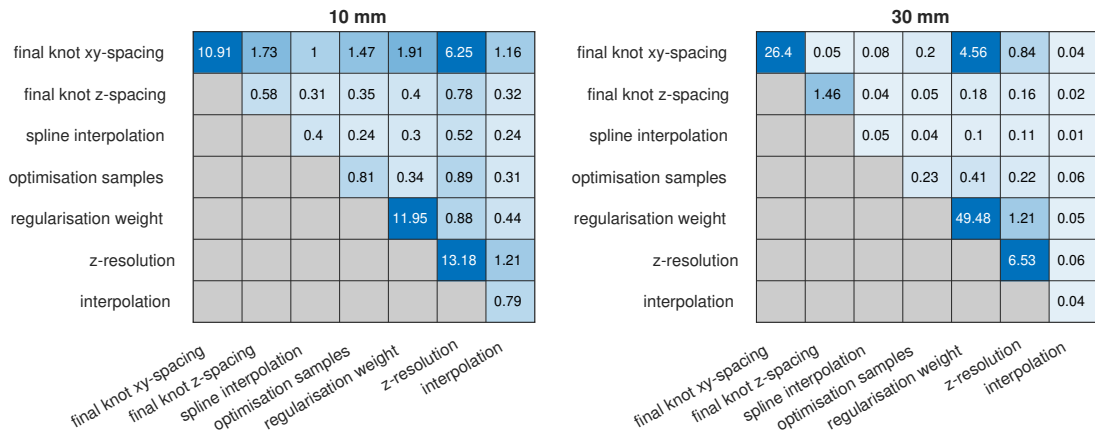 10 mm
final knot xy-spacing 10.91 1.73 1 1.47 1.91 6.25 1.16
final knot z-spacing 0.58 0.31 0.35 0.4 0.78 0.32
spline interpolation 0.4 0.24 0.3 0.52 0.24
optimisation samples 0.81 0.34 0.89 0.31
regularisation weight 11.95 0.88 0.44
z-resolution 13.18 1.21
interpolation 0.79
final knot xy-spacing
final knot z-spacing
spline interpolation
optimisation samples
regularisation weight
z-resolution
interpolation
30 mm
final knot xy-spacing 26.4 0.05 0.08 0.2 4.56 0.84 0.04
final knot z-spacing 1.46 0.04 0.05 0.18 0.16 0.02
spline interpolation 0.05 0.04 0.1 0.11 0.01
optimisation samples 0.23 0.41 0.22 0.06
regularisation weight 49.48 1.21 0.05
z-resolution 6.53 0.06
interpolation 0.04
final knot xy-spacing
final knot z-spacing
spline interpolation
optimisation samples
regularisation weight
z-resolution
interpolation